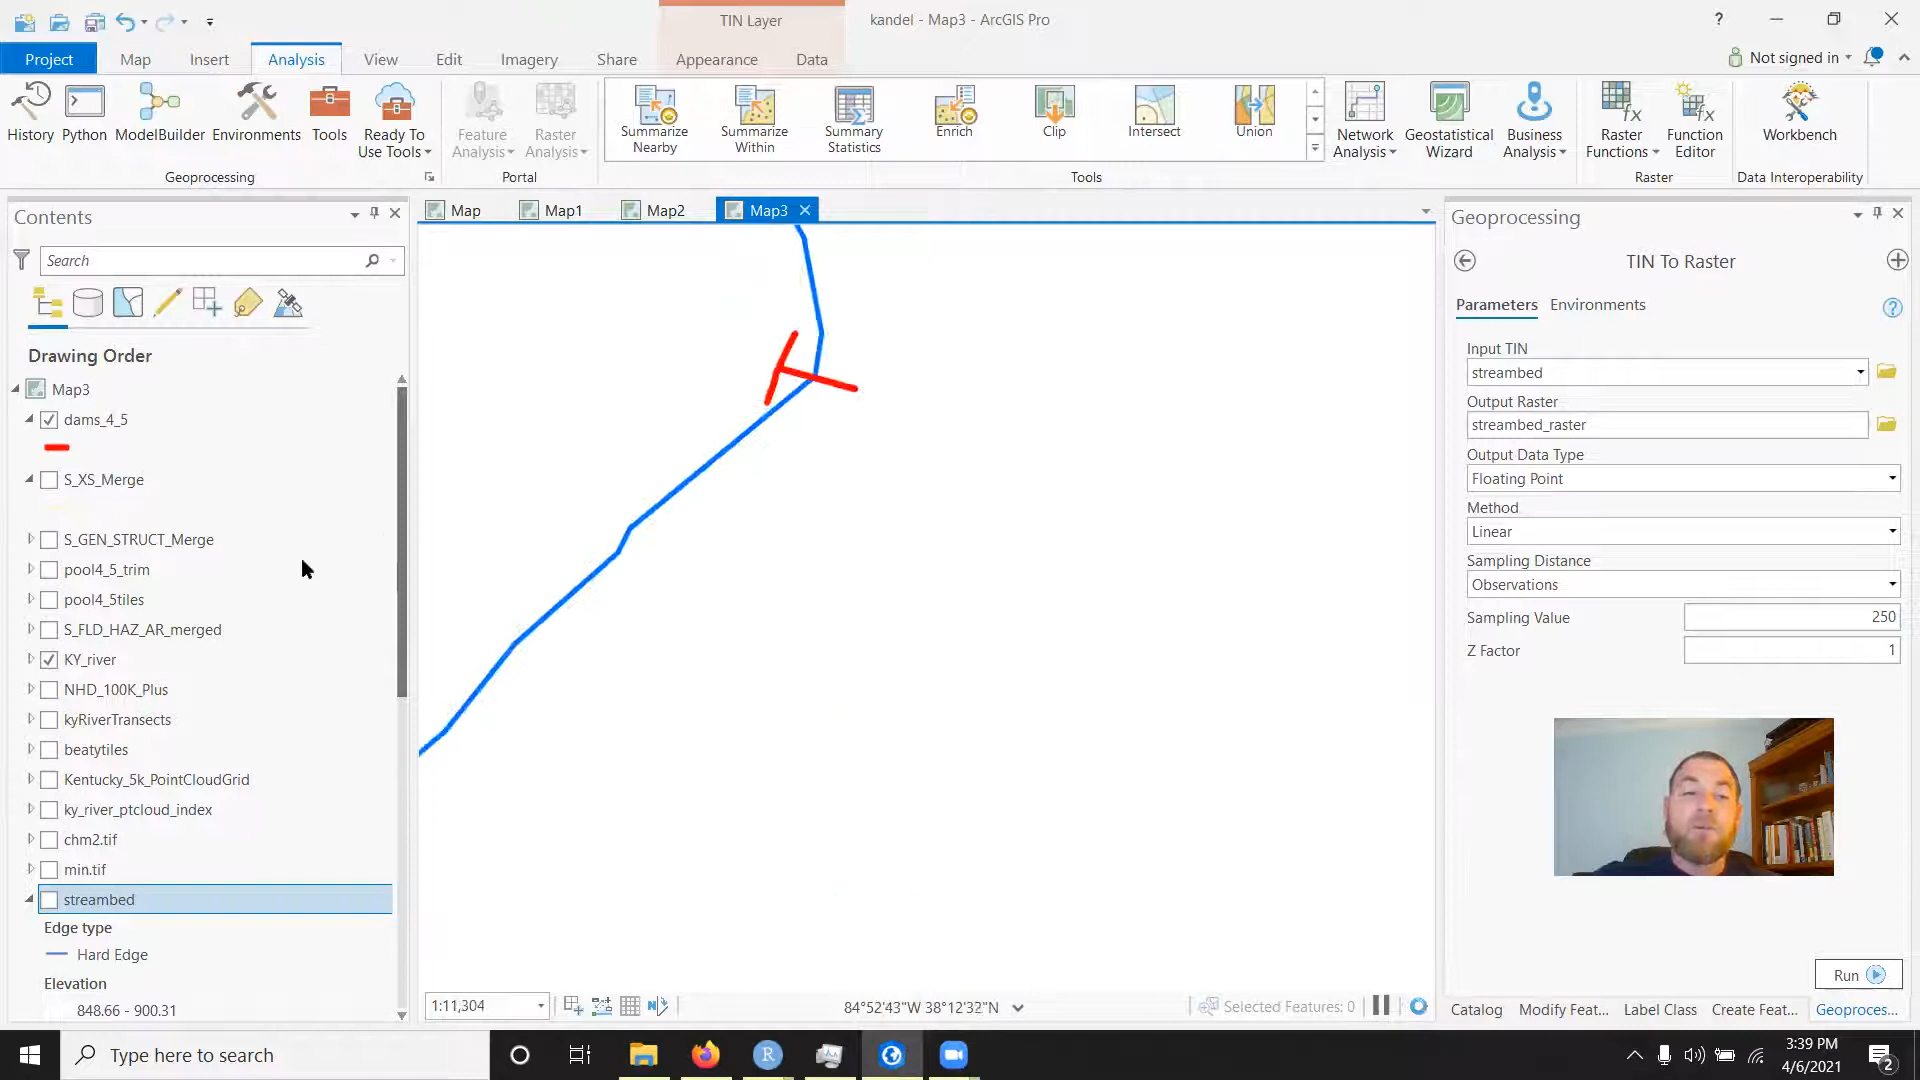 TIN Layer
kandel - Map3 - ArcGIS Pro
?
Project
Map
Insert
Analysis
View
Edit
Imagery
Share
Appearance
Data
Not signed in
History
Python
ModelBuilder
Environments
Tools
Ready To
Use Tools
Feature
Analysis
Raster
Analysis
Summarize
Nearby
Summarize
Within
Summary
Statistics
Enrich
Clip
Intersect
Union
Network
Analysis
Geostatistical
Wizard
Business
Analysis
Raster
Functions
Function
Editor
Workbench
Geoprocessing
Portal
Tools
Raster
Data Interoperability
Contents
Search
Drawing Order
Map3
dams_4_5
S_XS_Merge
S_GEN_STRUCT_Merge
pool4_5_trim
pool4_5tiles
S_FLD_HAZ_AR_merged
KY_river
NHD_100K_Plus
kyRiverTransects
beatytiles
Kentucky_5k_PointCloudGrid
ky_river_ptcloud_index
chm2.tif
min.tif
streambed
Edge type
Hard Edge
Elevation
848.66 - 900.31
Map
Map1
Map2
Map3
1:11,304
84°52'43"W 38°12'32"N
Selected Features: 0
Geoprocessing
TIN To Raster
Parameters
Environments
?
Input TIN
streambed
Output Raster
streambed_raster
Output Data Type
Floating Point
Method
Linear
Sampling Distance
Observations
Sampling Value
250
Z Factor
1
Run
Catalog
Modify Feat...
Label Class
Create Feat...
Geoproces...
Type here to search
R
3:39 PM
4/6/2021
2